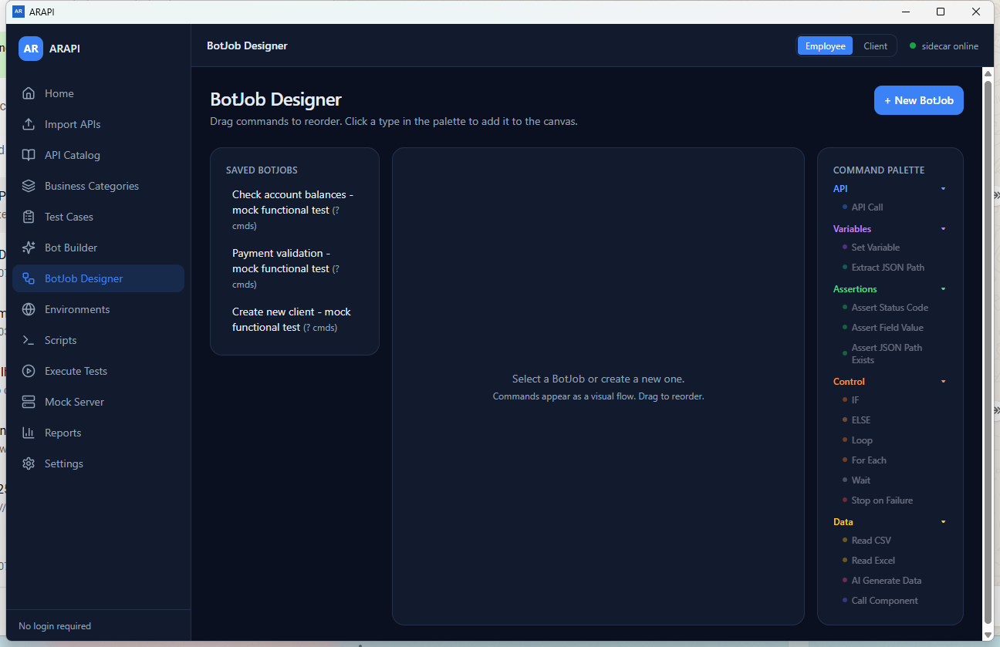 AR ARAPI
AR ARAPI
BotJob Designer
Employee Client sidecar online
Home
Import APIs
API Catalog
Business Categories
Test Cases
Bot Builder
BotJob Designer
Environments
Scripts
Execute Tests
Mock Server
Reports
Settings
No login required
BotJob Designer
Drag commands to reorder. Click a type in the palette to add it to the canvas.
+ New BotJob
SAVED BOTJOBS
Check account balances -
mock functional test (?
cmds)
Payment validation -
mock functional test (?
cmds)
Create new client - mock
functional test (? cmds)
Select a BotJob or create a new one.
Commands appear as a visual flow. Drag to reorder.
COMMAND PALETTE
API
API Call
Variables
Set Variable
Extract JSON Path
Assertions
Assert Status Code
Assert Field Value
Assert JSON Path
Exists
Control
IF
ELSE
Loop
For Each
Wait
Stop on Failure
Data
Read CSV
Read Excel
AI Generate Data
Call Component